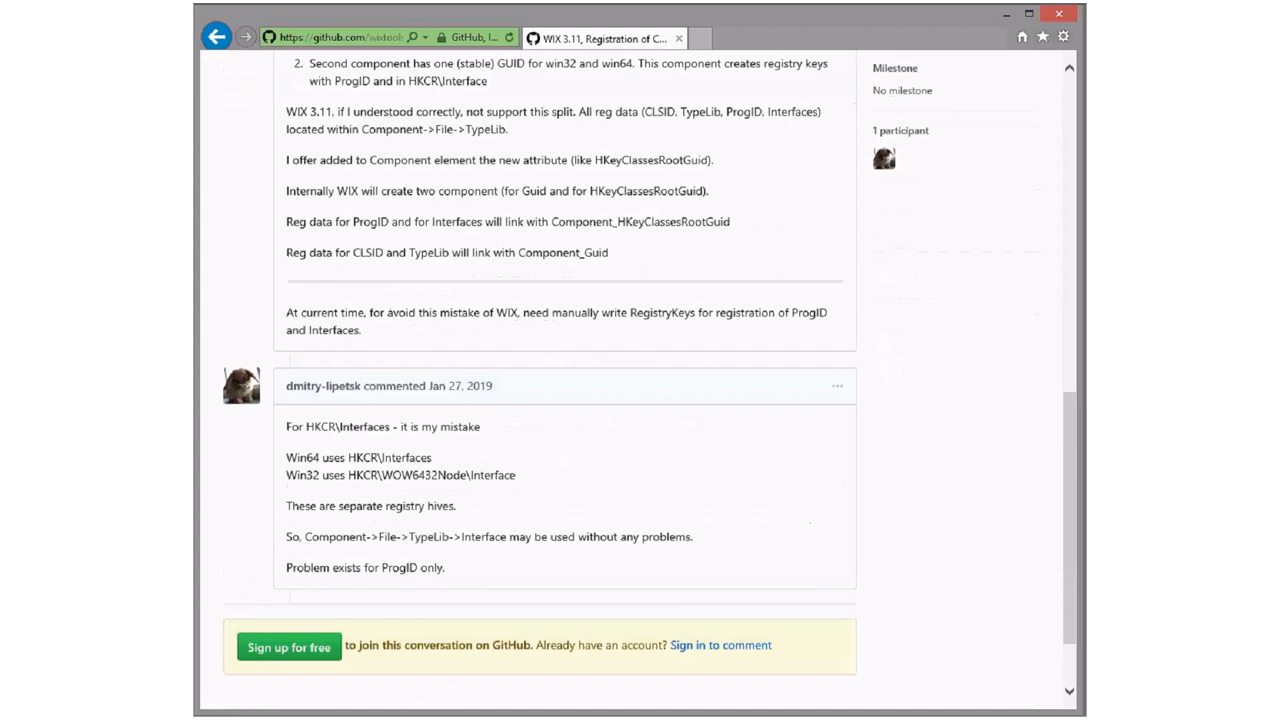 https://github.com/wixtools
GitHub, I...
WIX 3.11, Registration of C...
2. Second component has one (stable) GUID for win32 and win64. This component creates registry keys
with ProgID and in HKCR\Interface
WIX 3.11, if I understood correctly, not support this split. All reg data (CLSID, TypeLib, ProgID, Interfaces)
located within Component->File->TypeLib.
I offer added to Component element the new attribute (like HKeyClassesRootGuid).
Internally WIX will create two component (for Guid and for HKeyClassesRootGuid).
Reg data for ProgID and for Interfaces will link with Component_HKeyClassesRootGuid
Reg data for CLSID and TypeLib will link with Component_Guid
At current time, for avoid this mistake of WIX, need manually write RegistryKeys for registration of ProgID
and Interfaces.
Milestone
No milestone
1 participant
dmitry-lipetsk commented Jan 27, 2019
For HKCR\Interfaces - it is my mistake
Win64 uses HKCR\Interfaces
Win32 uses HKCR\WOW6432Node\Interface
These are separate registry hives.
So, Component->File->TypeLib->Interface may be used without any problems.
Problem exists for ProgID only.
Sign up for free to join this conversation on GitHub. Already have an account? Sign in to comment